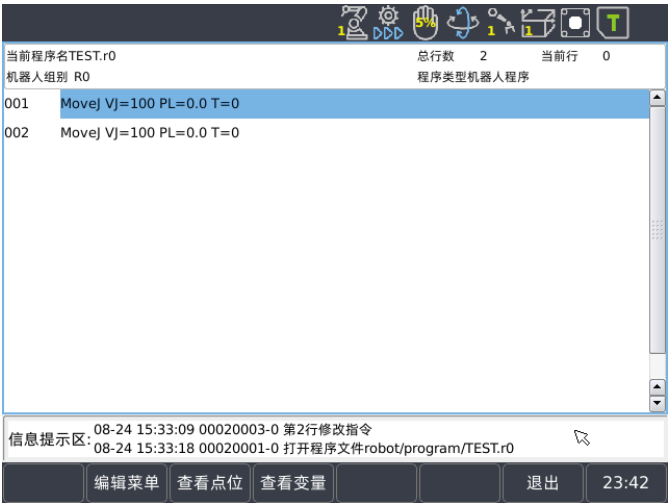 1 DDD 5% 1 1 T
当前程序名TEST.r0 总行数 2 当前行 0
机器人组别 R0 程序类型机器人程序
001 MoveJ VJ=100 PL=0.0 T=0
002 MoveJ VJ=100 PL=0.0 T=0
信息提示区: 08-24 15:33:09 00020003-0 第2行修改指令
08-24 15:33:18 00020001-0 打开程序文件robot/program/TEST.r0
编辑菜单 查看点位 查看变量 退出 23:42